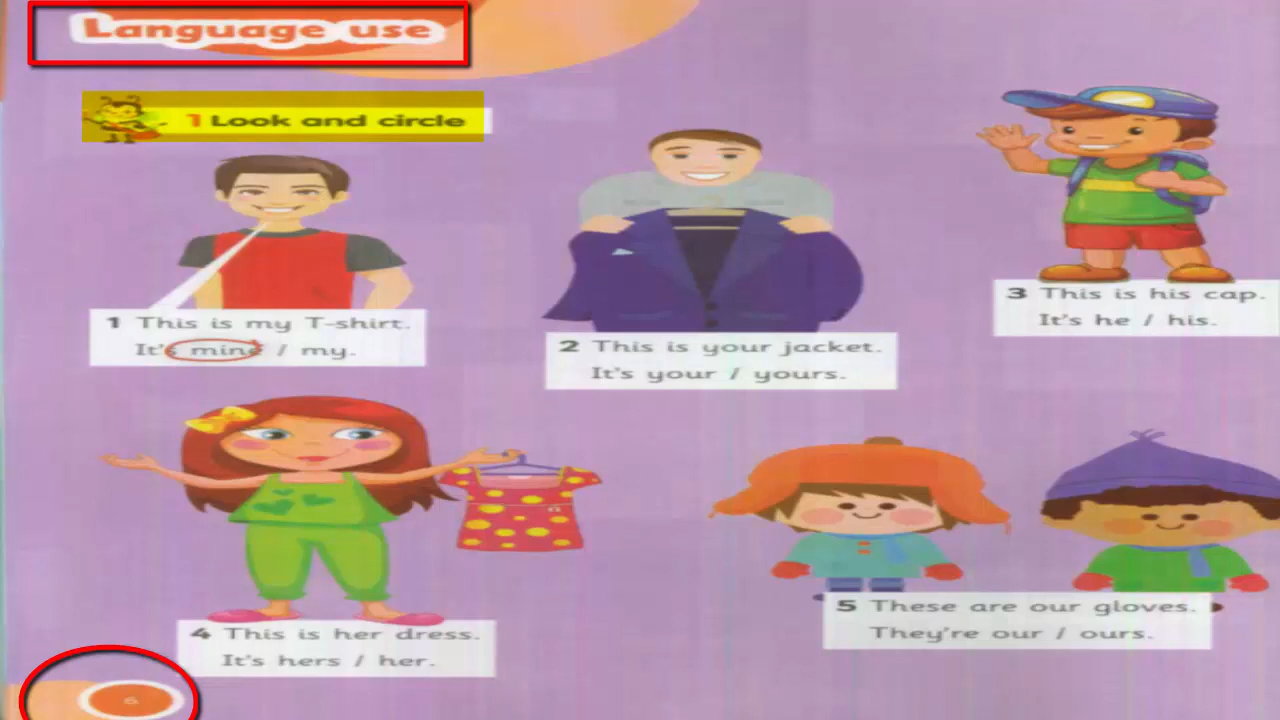 Language use
1 Look and circle
1 This is my T-shirt.
It's mine / my.
2 This is your jacket.
It's your / yours.
3 This is his cap.
It's he / his.
4 This is her dress.
It's hers / her.
5 These are our gloves.
They're our / ours.
6